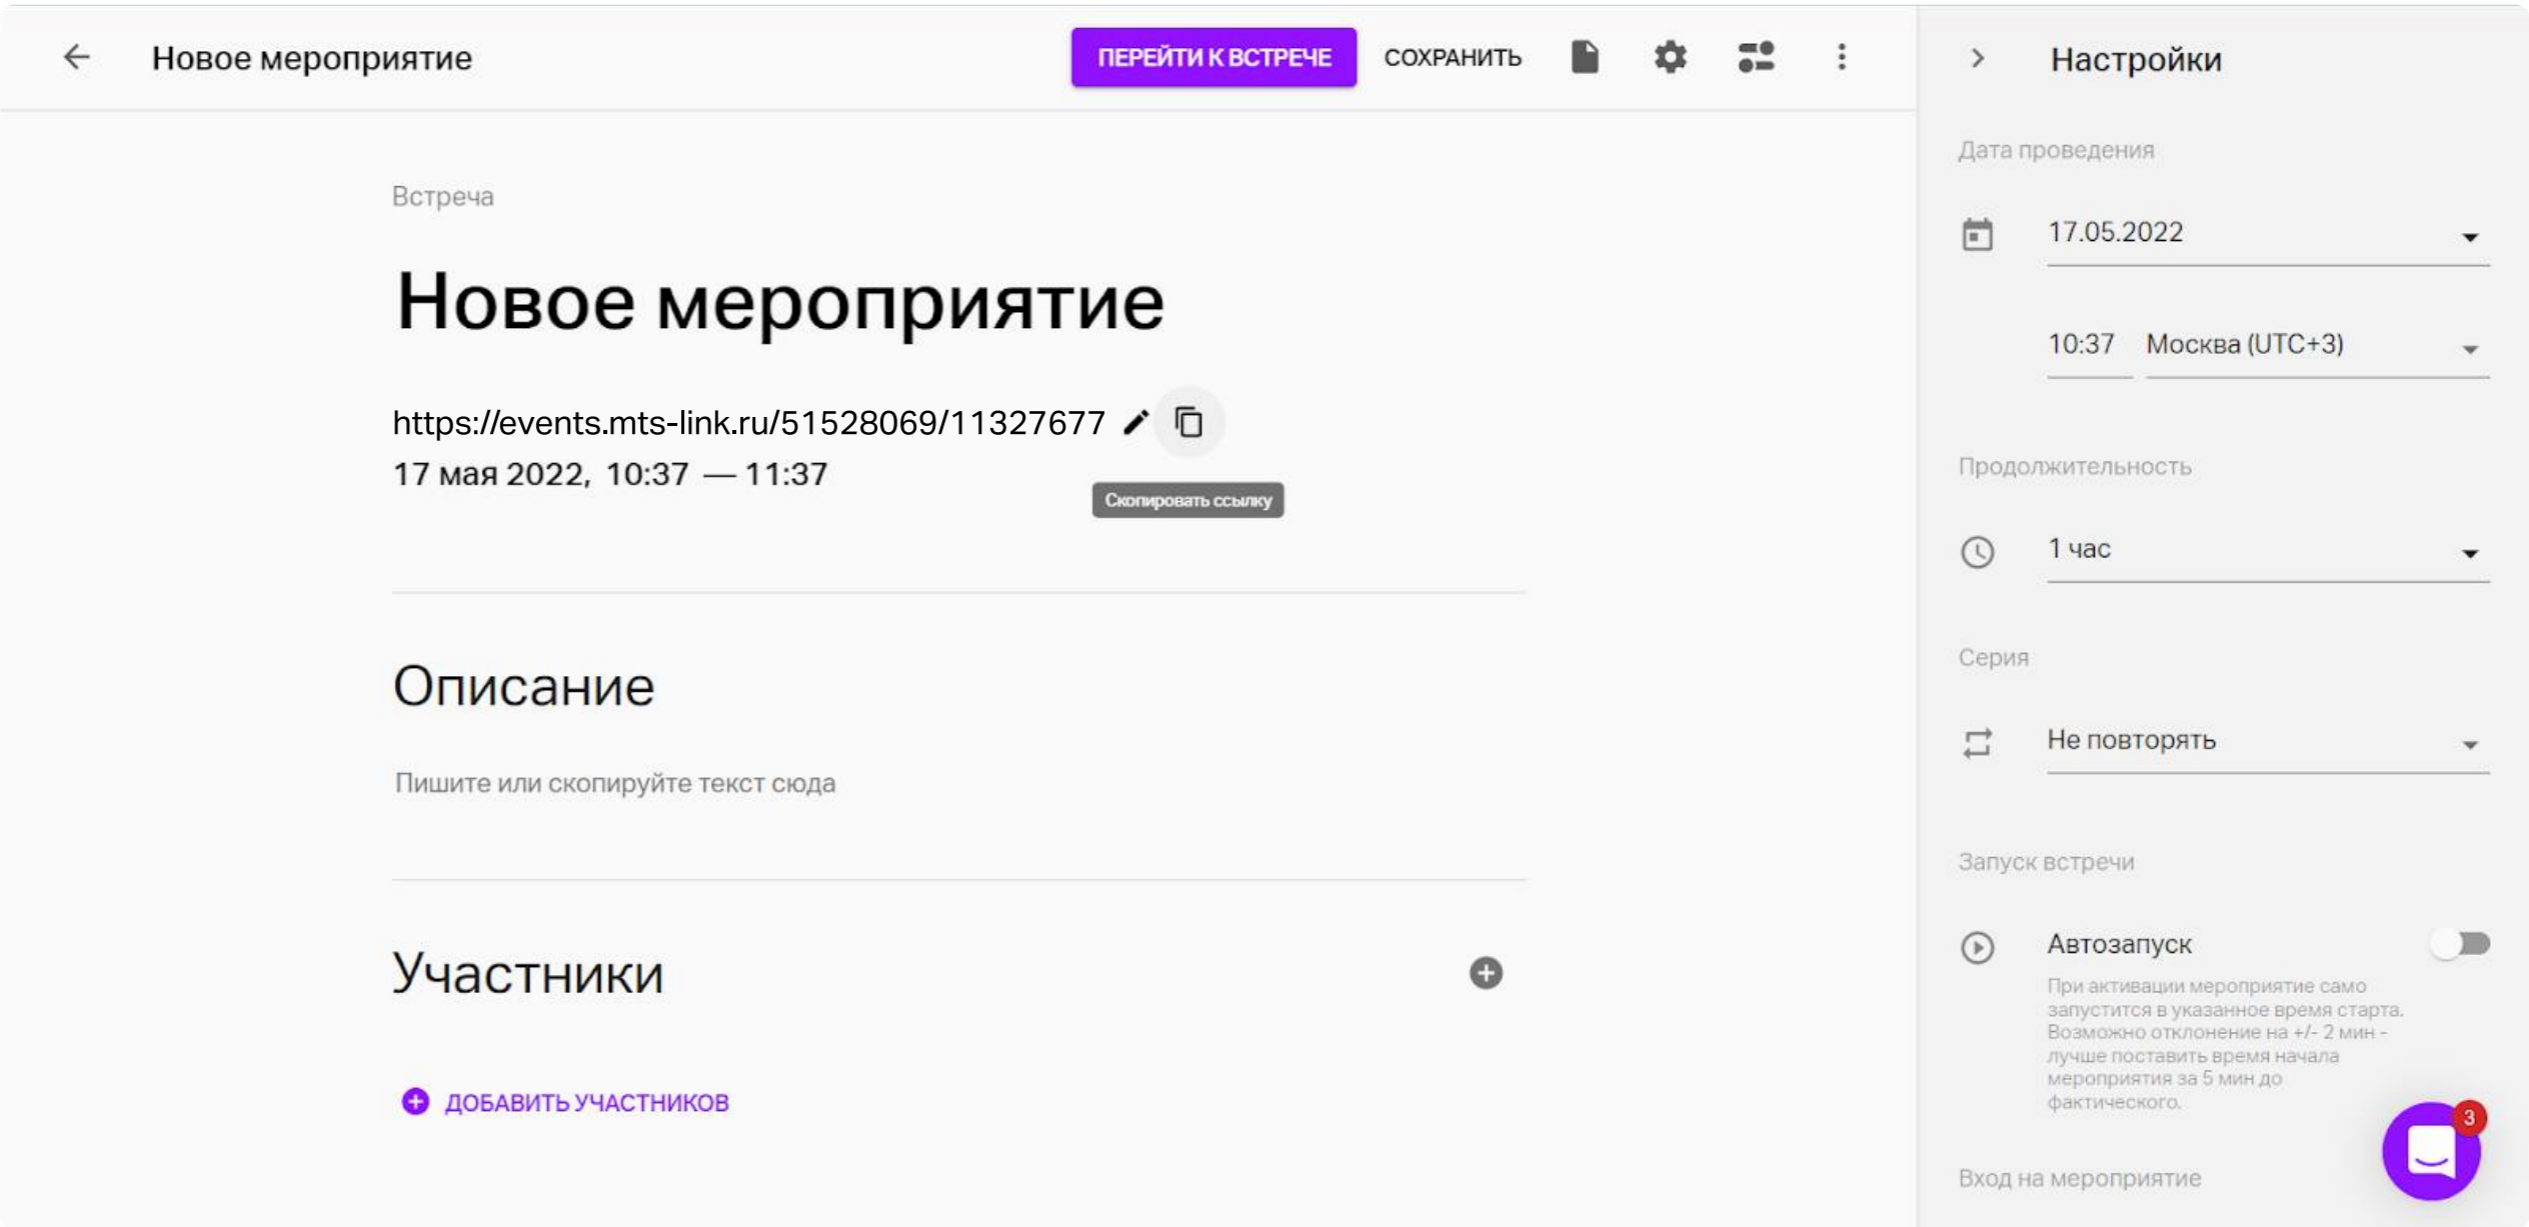 Новое мероприятие
ПЕРЕЙТИ К ВСТРЕЧЕ
СОХРАНИТЬ
Встреча
Новое мероприятие
https://events.mts-link.ru/51528069/11327677
17 мая 2022, 10:37 — 11:37
Скопировать ссылку
Описание
Пишите или скопируйте текст сюда
Участники
ДОБАВИТЬ УЧАСТНИКОВ
Настройки
Дата проведения
17.05.2022
10:37 Москва (UTC+3)
Продолжительность
1 час
Серия
Не повторять
Запуск встречи
Автозапуск
При активации мероприятие само
запустится в указанное время старта.
Возможно отклонение на +/- 2 мин -
лучше поставить время начала
мероприятия за 5 мин до
фактического.
3
Вход на мероприятие